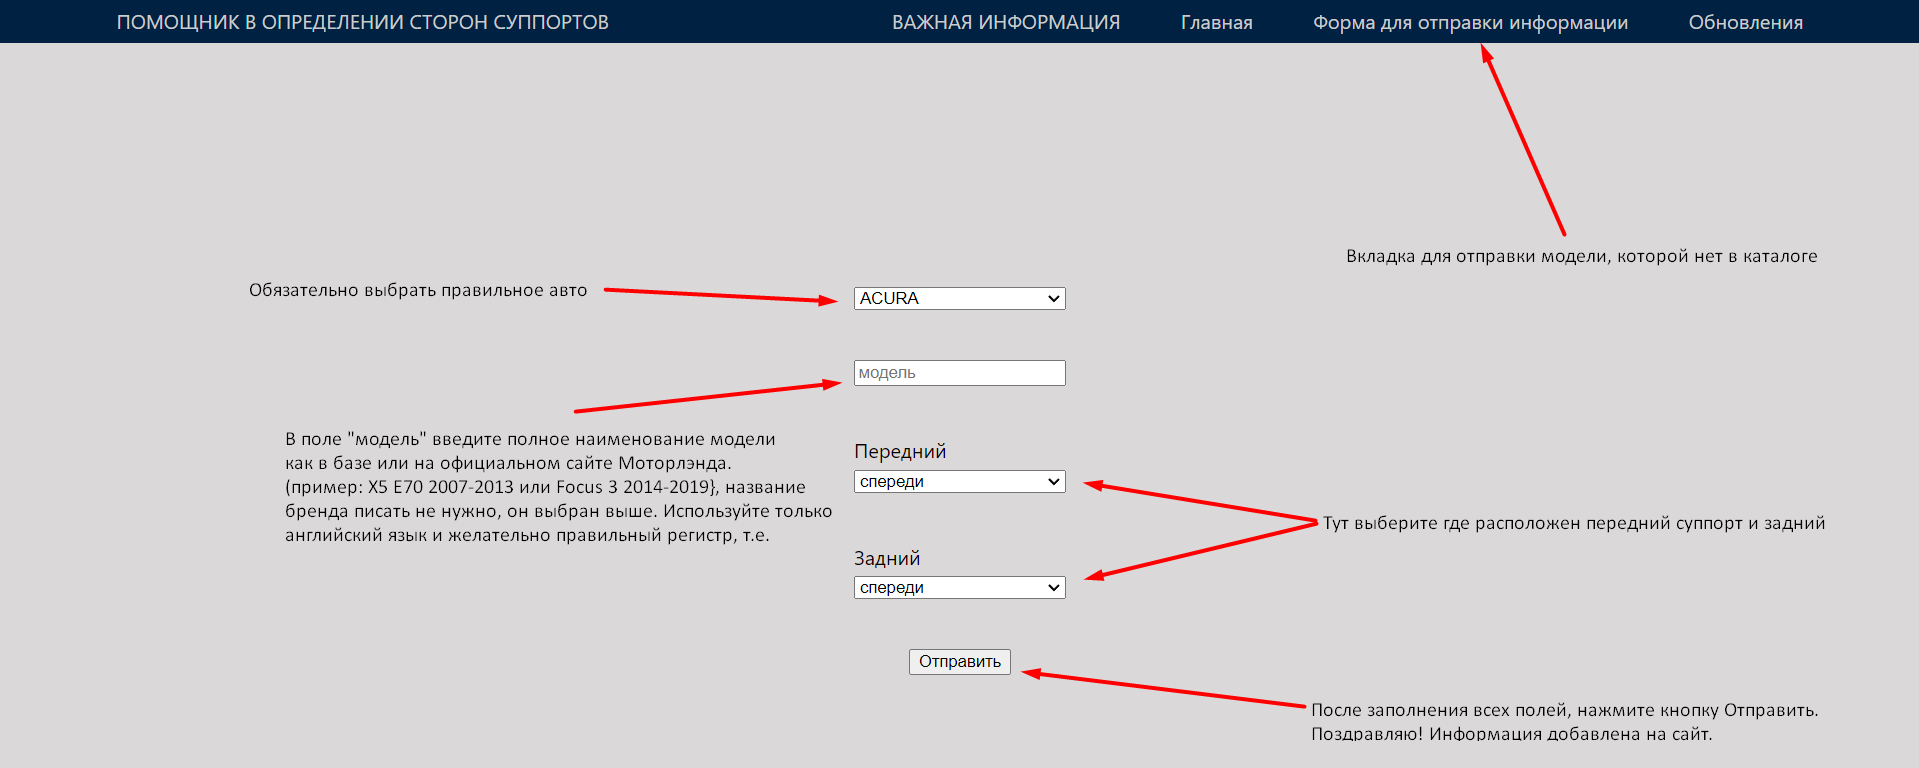 ПОМОЩНИК В ОПРЕДЕЛЕНИИ СТОРОН СУППОРТОВ
ВАЖНАЯ ИНФОРМАЦИЯ
Главная
Форма для отправки информации
Обновления
Вкладка для отправки модели, которой нет в каталоге
Обязательно выбрать правильное авто
ACURA
модель
В поле "модель" введите полное наименование модели
как в базе или на официальном сайте Моторлэнда.
(пример: X5 E70 2007-2013 или Focus 3 2014-2019}, название
бренда писать не нужно, он выбран выше. Используйте только
английский язык и желательно правильный регистр, т.е.
Передний
спереди
Тут выберите где расположен передний суппорт и задний
Задний
спереди
Отправить
После заполнения всех полей, нажмите кнопку Отправить.
Поздравляю! Информация добавлена на сайт.